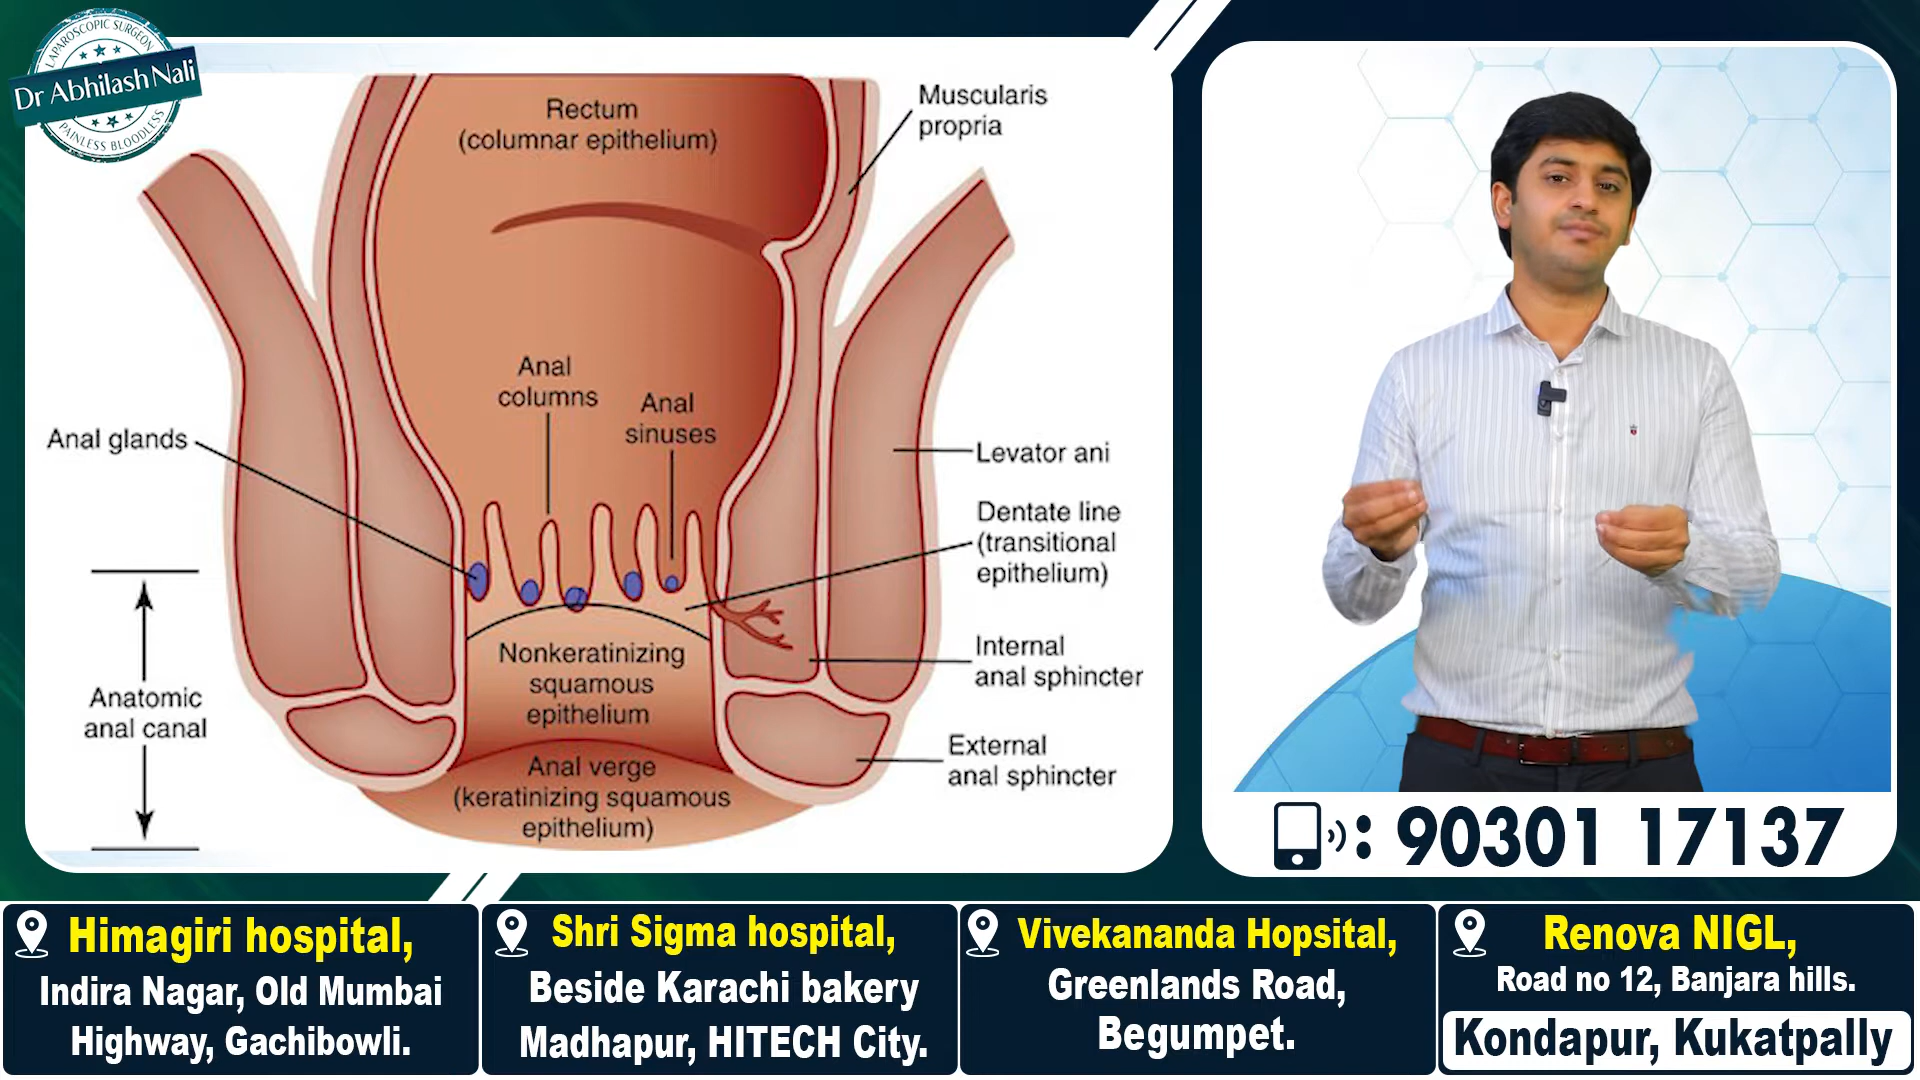 LAPAROSCOPIC SURGEON
Dr Abhilash Nali
PAINLESS BLOODLESS
Rectum
(columnar epithelium)
Muscularis
propria
Anal
columns
Anal
sinuses
Anal glands
Levator ani
Dentate line
(transitional
epithelium)
Internal
anal sphincter
Nonkeratinizing
squamous
epithelium
Anatomic
anal canal
External
anal sphincter
Anal verge
(keratinizing squamous
epithelium)
: 90301 17137
Himagiri hospital,
Indira Nagar, Old Mumbai
Highway, Gachibowli.
Shri Sigma hospital,
Beside Karachi bakery
Madhapur, HITECH City.
Vivekananda Hopsital,
Greenlands Road,
Begumpet.
Renova NIGL,
Road no 12, Banjara hills.
Kondapur, Kukatpally